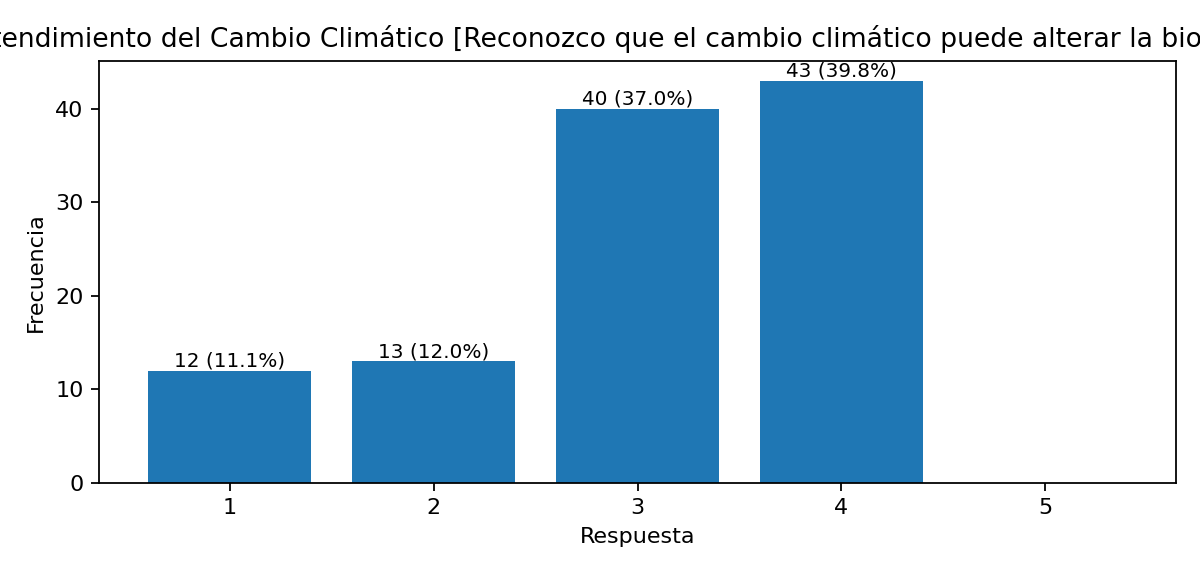 tendimiento del Cambio Climático [Reconozco que el cambio climático puede alterar la bio
43 (39.8%)
40 (37.0%)
13 (12.0%)
12 (11.1%)
40
30
20
10
0
Frecuencia
1 2 3 4 5
Respuesta